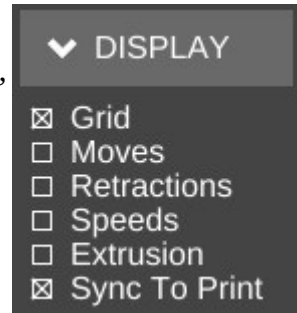 DISPLAY
,
☒ Grid
☐ Moves
☐ Retractions
☐ Speeds
☐ Extrusion
☒ Sync To Print